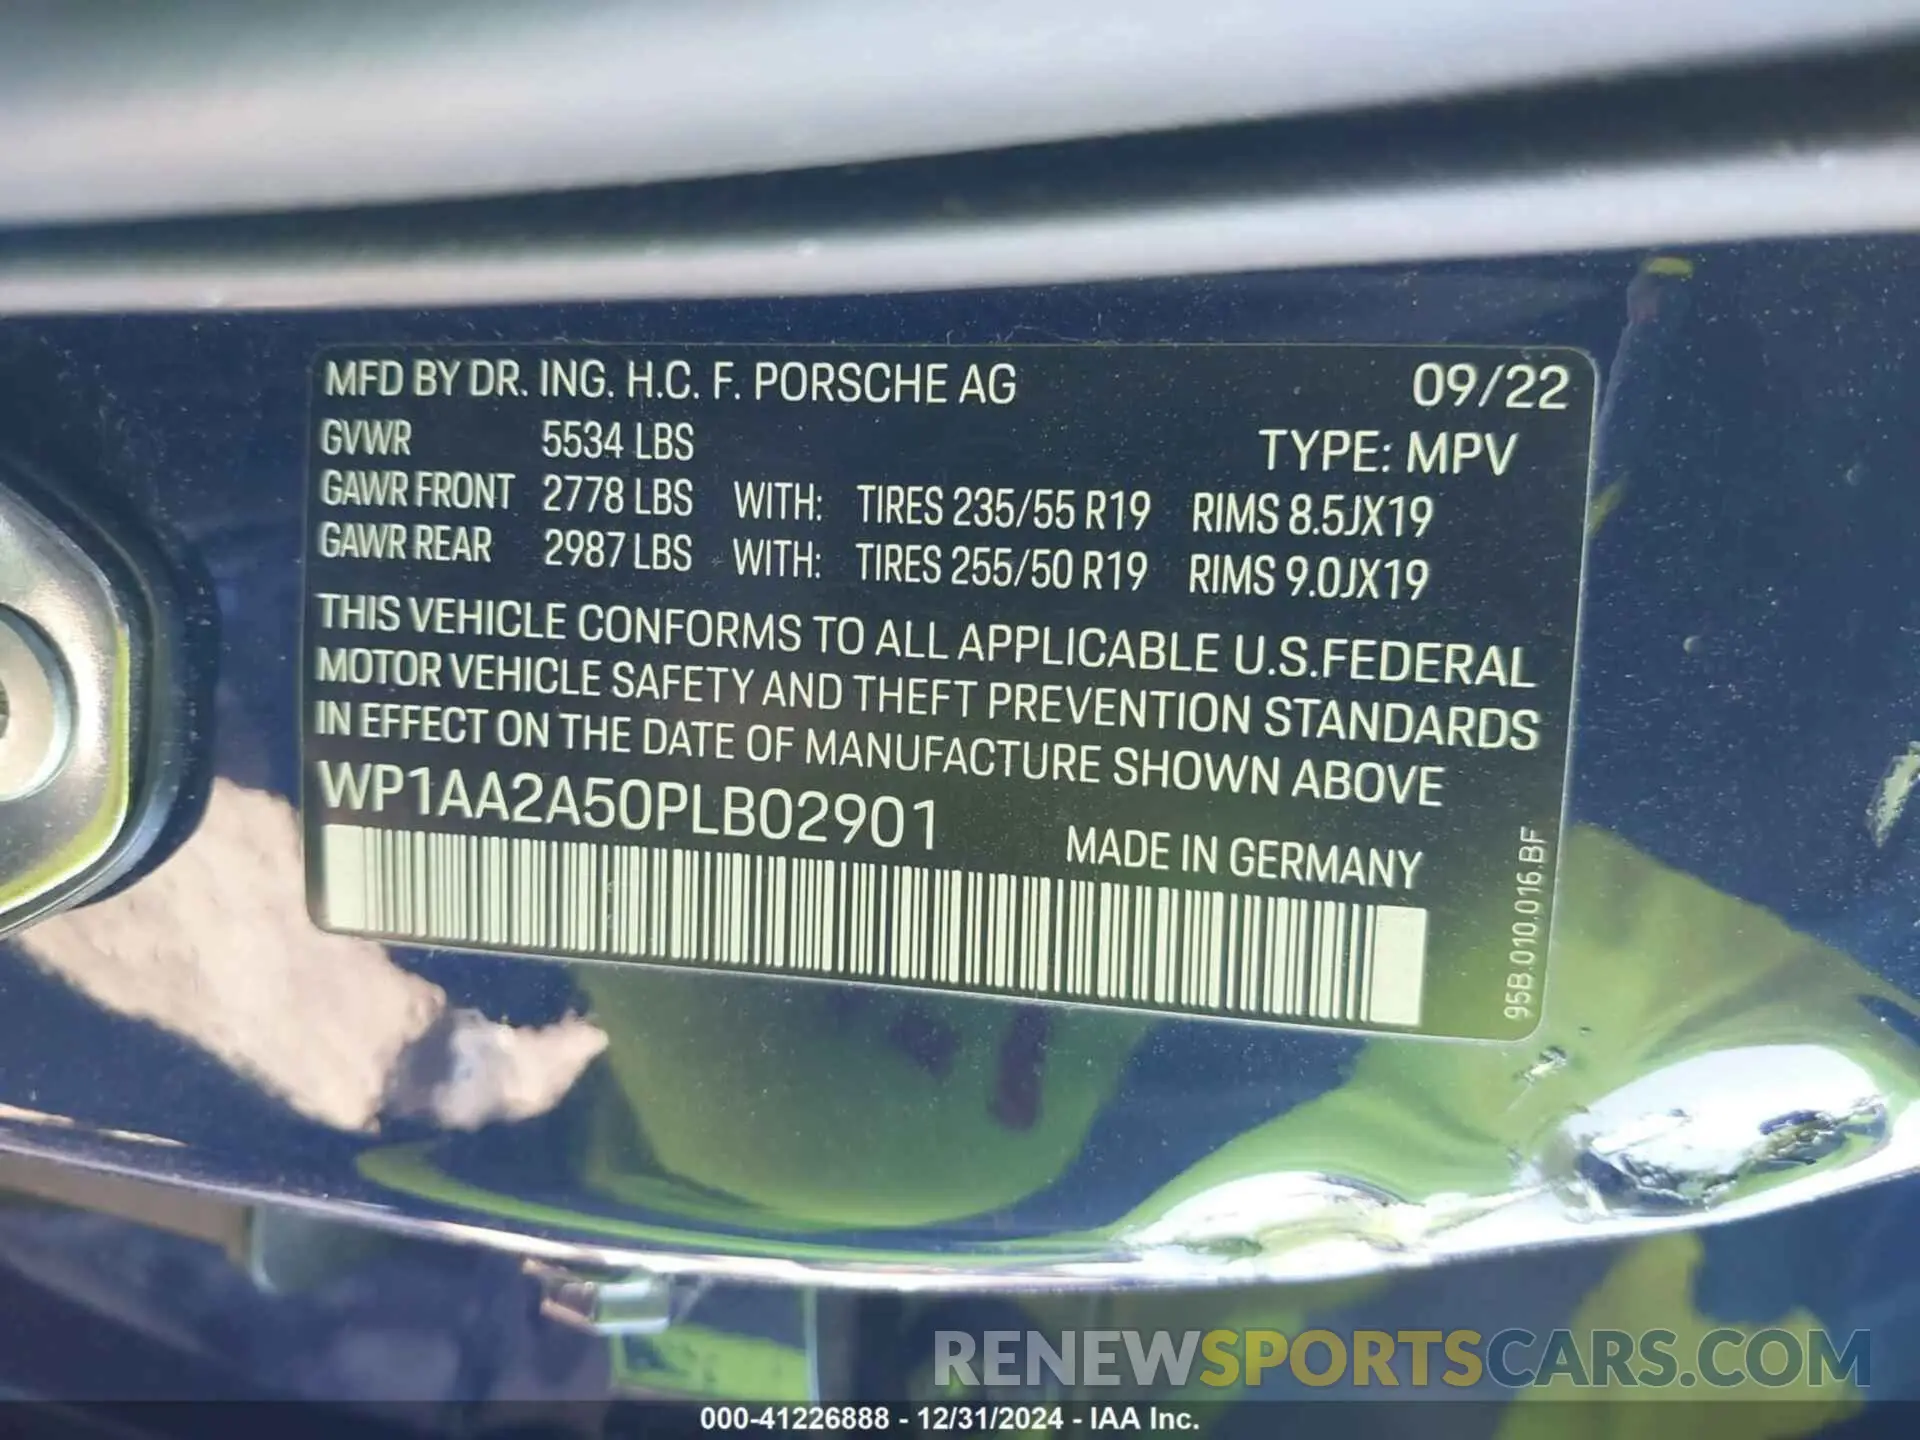 MFD BY DR. ING. H.C. F. PORSCHE AG 09/22
GVWR 5534 LBS TYPE: MPV
GAWR FRONT 2778 LBS WITH: TIRES 235/55 R19 RIMS 8.5JX19
GAWR REAR 2987 LBS WITH: TIRES 255/50 R19 RIMS 9.0JX19
THIS VEHICLE CONFORMS TO ALL APPLICABLE U.S.FEDERAL
MOTOR VEHICLE SAFETY AND THEFT PREVENTION STANDARDS
IN EFFECT ON THE DATE OF MANUFACTURE SHOWN ABOVE
WP1AA2A50PLB02901
MADE IN GERMANY
95B.010.016.BF
RENEWSPORTSCARS.COM
000-41226888 - 12/31/2024 - IAA Inc.